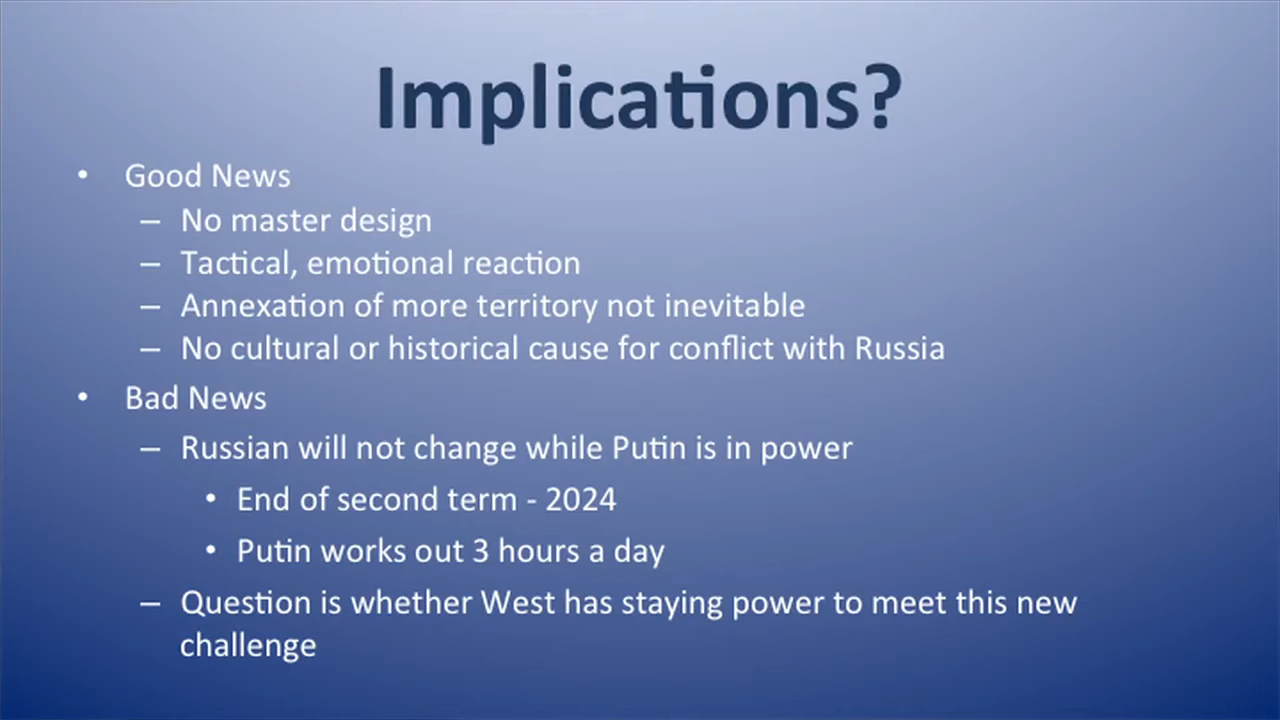 Implications?
• Good News
– No master design
– Tactical, emotional reaction
– Annexation of more territory not inevitable
– No cultural or historical cause for conflict with Russia
• Bad News
– Russian will not change while Putin is in power
• End of second term - 2024
• Putin works out 3 hours a day
– Question is whether West has staying power to meet this new
challenge